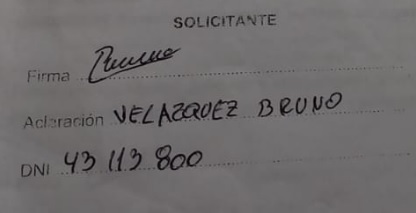 SOLICITANTE
Firma
Aclaración VELAZQUEZ BRUNO
DNI 43 113 800